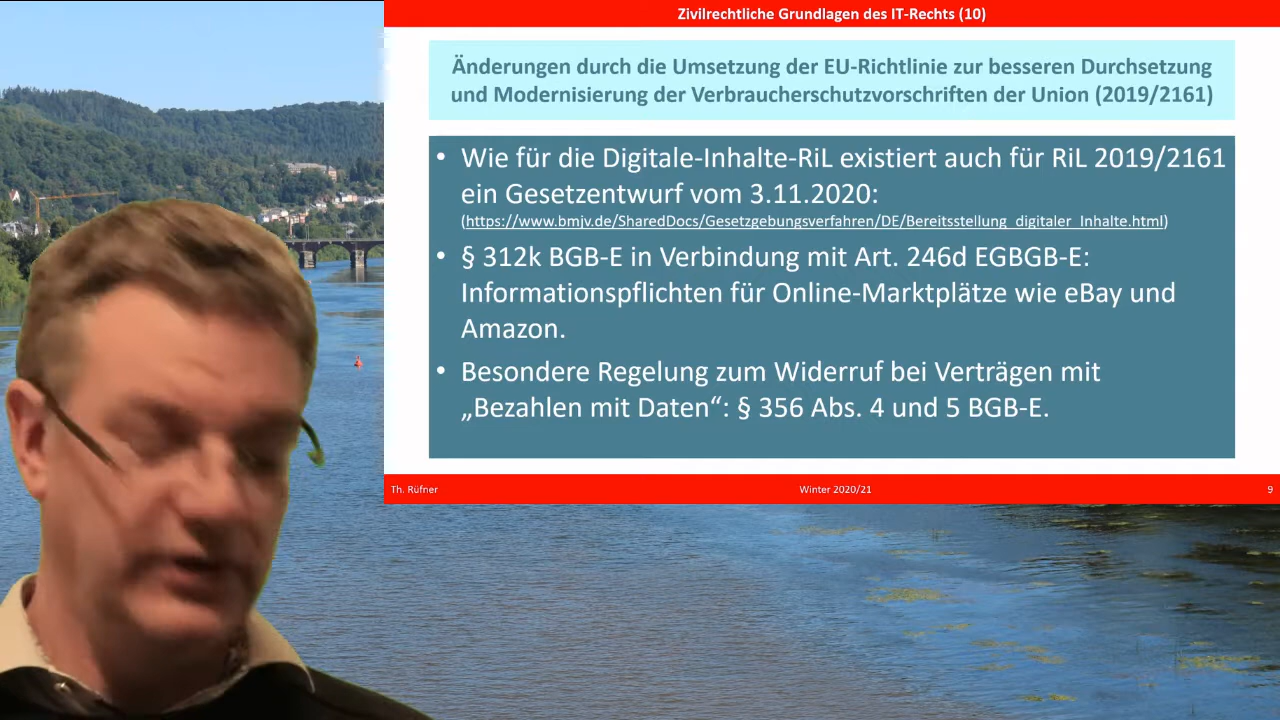 Zivilrechtliche Grundlagen des IT-Rechts (10)
Änderungen durch die Umsetzung der EU-Richtlinie zur besseren Durchsetzung
und Modernisierung der Verbraucherschutzvorschriften der Union (2019/2161)
• Wie für die Digitale-Inhalte-RiL existiert auch für RiL 2019/2161
ein Gesetzentwurf vom 3.11.2020:
(https://www.bmjv.de/SharedDocs/Gesetzgebungsverfahren/DE/Bereitsstellung_digitaler_Inhalte.html)
• § 312k BGB-E in Verbindung mit Art. 246d EGBGB-E:
Informationspflichten für Online-Marktplätze wie eBay und
Amazon.
• Besondere Regelung zum Widerruf bei Verträgen mit
„Bezahlen mit Daten“: § 356 Abs. 4 und 5 BGB-E.
Th. Rüfner
Winter 2020/21
9